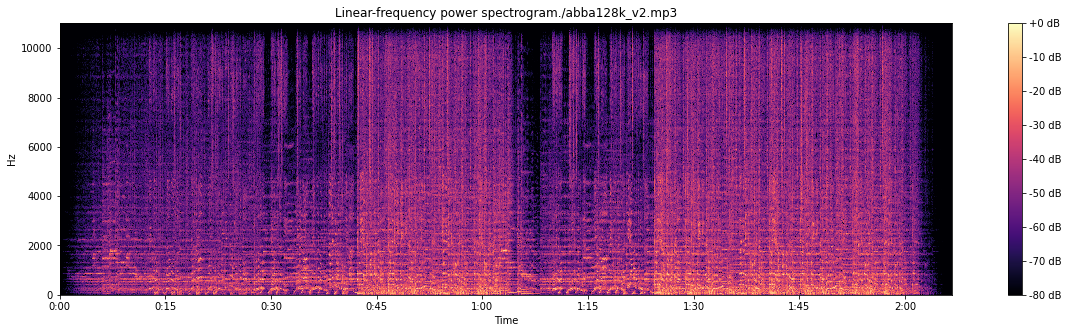 Linear-frequency power spectrogram./abba128k_v2.mp3
Hz
10000
8000
6000
4000
2000
0
0:00 0:15 0:30 0:45 1:00 1:15 1:30 1:45 2:00
Time
+0 dB
-10 dB
-20 dB
-30 dB
-40 dB
-50 dB
-60 dB
-70 dB
-80 dB